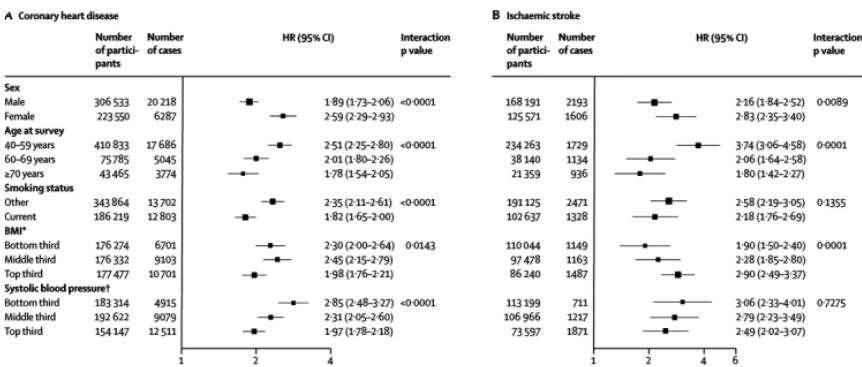 A Coronary heart disease
Number of partici- pants Number of cases HR (95% CI) Interaction p value
Sex
Male 306 533 20 218 1·89 (1·73–2·06) <0·0001
Female 223 550 6287 2·59 (2·29–2·93)
Age at survey
40–59 years 410 833 17 686 2·51 (2·25–2·80) <0·0001
60–69 years 75 785 5045 2·01 (1·80–2·26)
≥70 years 43 465 3774 1·78 (1·54–2·05)
Smoking status
Other 343 864 13 702 2·35 (2·11–2·61) <0·0001
Current 186 219 12 803 1·82 (1·65–2·00)
BMI*
Bottom third 176 274 6701 2·30 (2·00–2·64) 0·0143
Middle third 176 332 9103 2·45 (2·15–2·79)
Top third 177 477 10 701 1·98 (1·76–2·21)
Systolic blood pressure†
Bottom third 183 314 4915 2·85 (2·48–3·27) <0·0001
Middle third 192 622 9079 2·31 (2·05–2·60)
Top third 154 147 12 511 1·97 (1·78–2·18)
1 2 4
B Ischaemic stroke
Number of partici- pants Number of cases HR (95% CI) Interaction p value
168 191 2193 2·16 (1·84–2·52) 0·0089
125 571 1606 2·83 (2·35–3·40)
234 263 1729 3·74 (3·06–4·58) 0·0001
38 140 1134 2·06 (1·64–2·58)
21 359 936 1·80 (1·42–2·27)
191 125 2471 2·58 (2·19–3·05) 0·1355
102 637 1328 2·18 (1·76–2·69)
110 044 1149 1·90 (1·50–2·40) 0·0001
97 478 1163 2·28 (1·85–2·80)
86 240 1487 2·90 (2·49–3·37)
113 199 711 3·06 (2·33–4·01) 0·7275
106 966 1217 2·79 (2·23–3·49)
73 597 1871 2·49 (2·02–3·07)
1 2 4 6